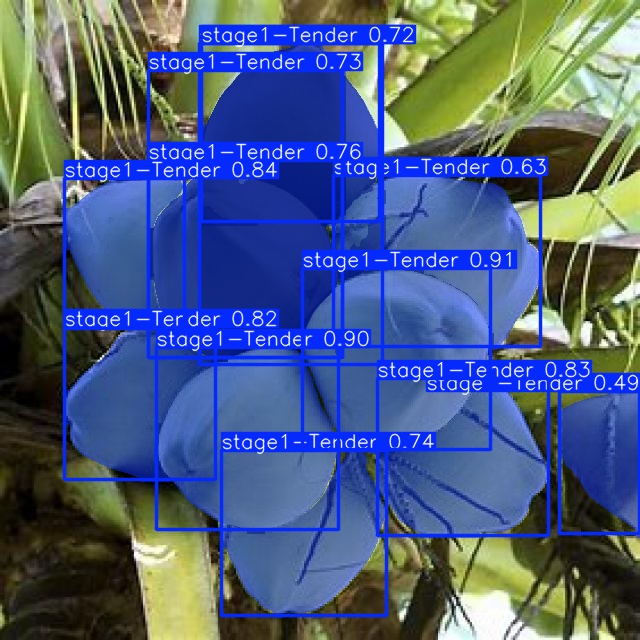 stage1-Tender 0.72
stage1-Tender 0.73
stage1-Tender 0.76
stage1-Tender 0.84
stage1-Tender 0.63
stage1-Tender 0.91
stage1-Tender 0.82
stage1-Tender 0.90
stage1-Tender 0.83
stage1-Tender 0.49
stage1-Tender 0.74